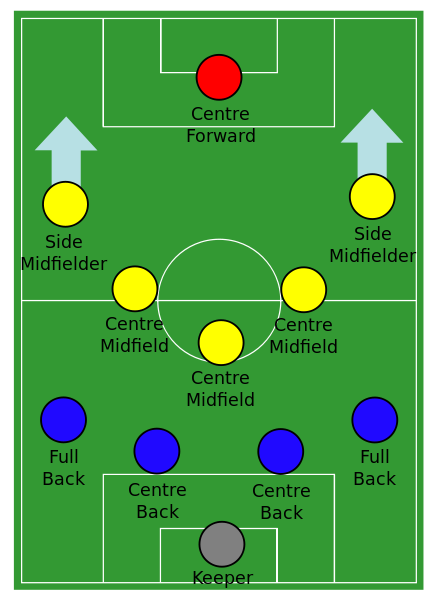 Centre
Forward
Side
Midfielder
Side
Midfielder
Centre
Midfield
Centre
Midfield
Centre
Midfield
Full
Back
Full
Back
Centre
Back
Centre
Back
Keeper